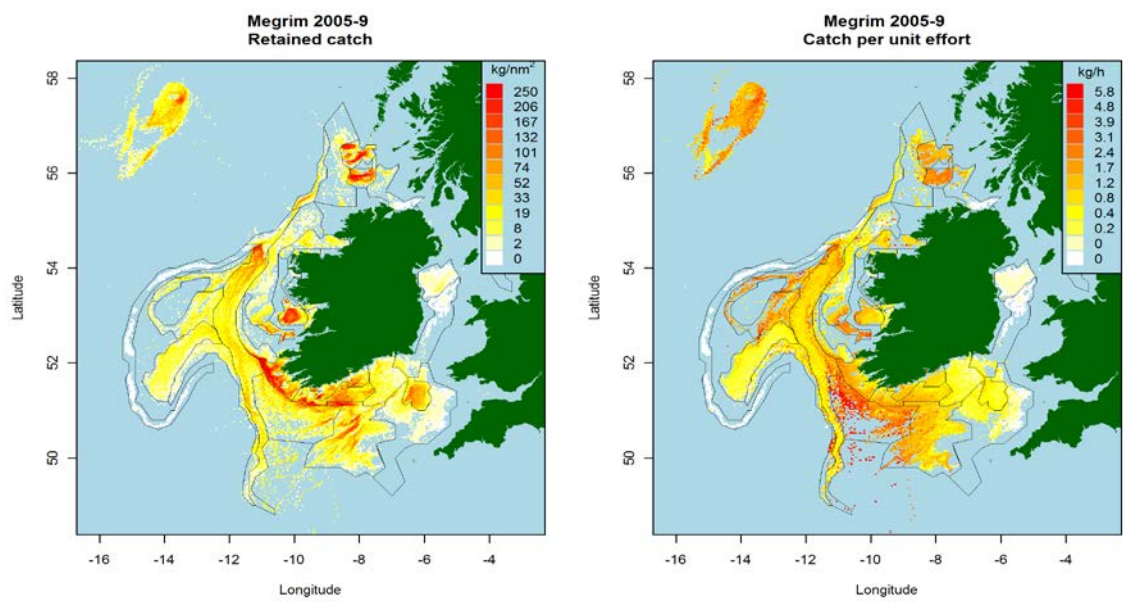 Megrim 2005-9
Retained catch
kg/nm²
250
206
167
132
101
74
52
33
19
8
2
0
58
56
54
52
50
Latitude
-16 -14 -12 -10 -8 -6 -4
Longitude
Megrim 2005-9
Catch per unit effort
kg/h
5.8
4.8
3.9
3.1
2.4
1.7
1.2
0.8
0.4
0.2
0
0
58
56
54
52
50
Latitude
-16 -14 -12 -10 -8 -6 -4
Longitude